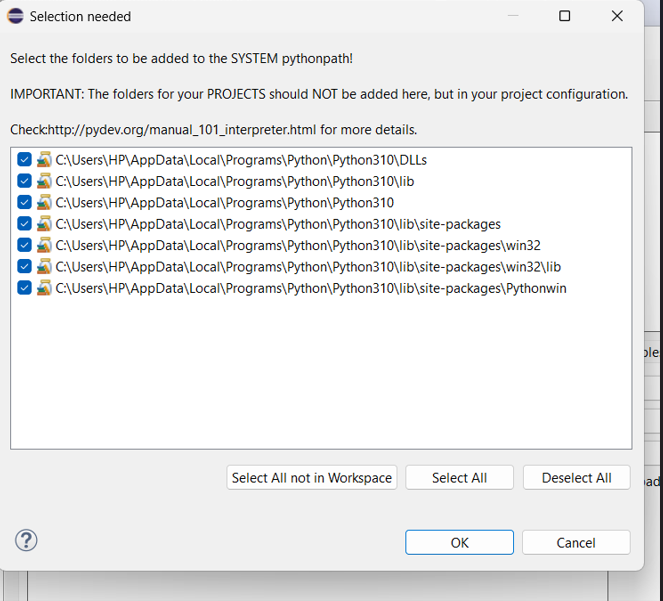 Selection needed
Select the folders to be added to the SYSTEM pythonpath!
IMPORTANT: The folders for your PROJECTS should NOT be added here, but in your project configuration.
Checkhttp://pydev.org/manual_101_interpreter.html for more details.
C:\Users\HP\AppData\Local\Programs\Python\Python310\DLLs
C:\Users\HP\AppData\Local\Programs\Python\Python310\lib
C:\Users\HP\AppData\Local\Programs\Python\Python310
C:\Users\HP\AppData\Local\Programs\Python\Python310\lib\site-packages
C:\Users\HP\AppData\Local\Programs\Python\Python310\lib\site-packages\win32
C:\Users\HP\AppData\Local\Programs\Python\Python310\lib\site-packages\win32\lib
C:\Users\HP\AppData\Local\Programs\Python\Python310\lib\site-packages\Pythonwin
Select All not in Workspace Select All Deselect All
? OK Cancel